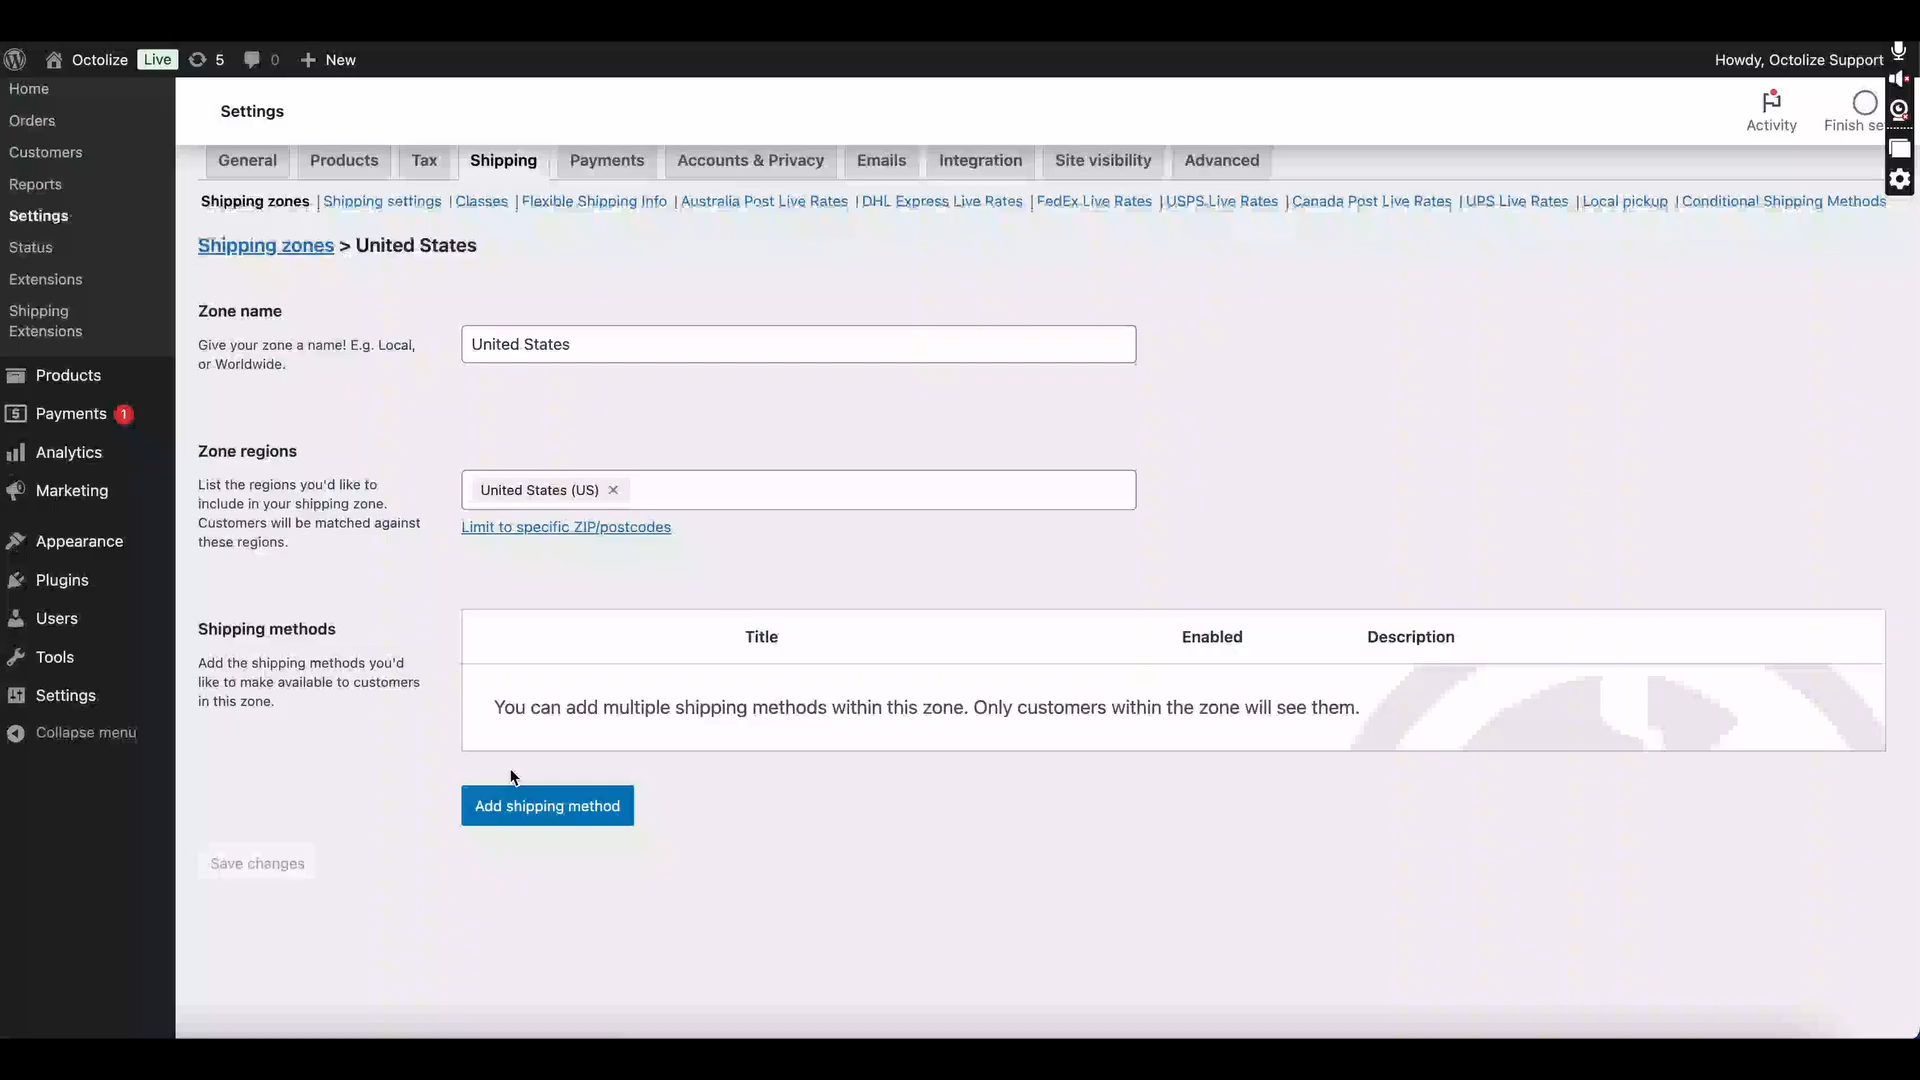 Octolize Live 5 0 New
Howdy, Octolize Support
Home
Orders
Customers
Reports
Settings
Status
Extensions
Shipping
Extensions
Products
Payments 1
Analytics
Marketing
Appearance
Plugins
Users
Tools
Settings
Collapse menu
Settings
Activity
Finish se
General Products Tax Shipping Payments Accounts & Privacy Emails Integration Site visibility Advanced
Shipping zones | Shipping settings | Classes | Flexible Shipping Info | Australia Post Live Rates | DHL Express Live Rates | FedEx Live Rates | USPS Live Rates | Canada Post Live Rates | UPS Live Rates | Local pickup | Conditional Shipping Methods
Shipping zones > United States
Zone name
Give your zone a name! E.g. Local,
or Worldwide.
United States
Zone regions
List the regions you'd like to
include in your shipping zone.
Customers will be matched against
these regions.
United States (US) ×
Limit to specific ZIP/postcodes
Shipping methods
Add the shipping methods you'd
like to make available to customers
in this zone.
Title Enabled Description
You can add multiple shipping methods within this zone. Only customers within the zone will see them.
Add shipping method
Save changes